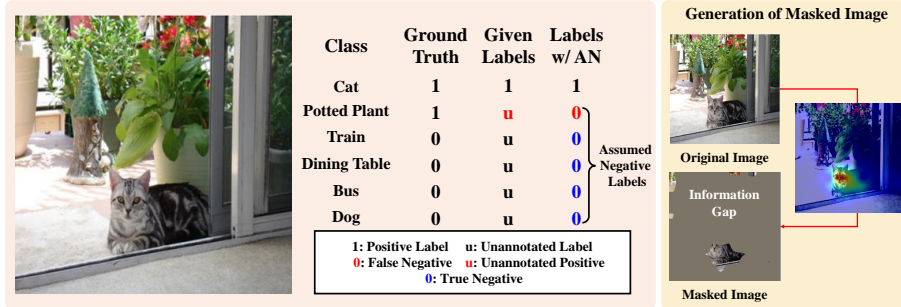 Class Ground Truth Given Labels Labels w/ AN
Cat 1 1 1
Potted Plant 1 u 0
Train 0 u 0
Dining Table 0 u 0
Bus 0 u 0
Dog 0 u 0
Assumed
Negative
Labels
1: Positive Label u: Unannotated Label
0: False Negative u: Unannotated Positive
0: True Negative
Generation of Masked Image
Original Image
Information
Gap
Masked Image